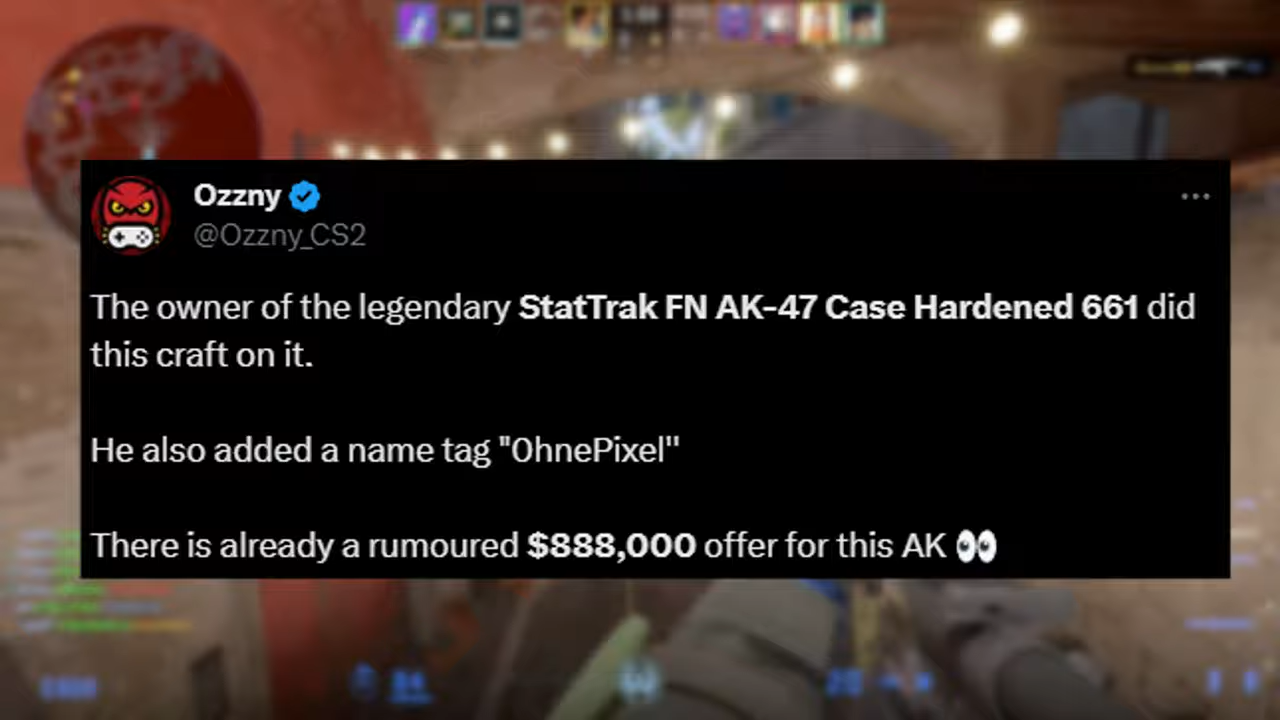 Ozzny
@Ozzny_CS2
The owner of the legendary StatTrak FN AK-47 Case Hardened 661 did
this craft on it.
He also added a name tag "0hnePixel"
There is already a rumoured $888,000 offer for this AK 👀